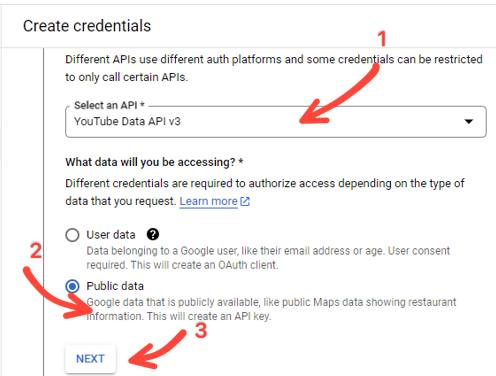 Create credentials
1
Different APIs use different auth platforms and some credentials can be restricted
to only call certain APIs.
Select an API *
YouTube Data API v3
What data will you be accessing? *
Different credentials are required to authorize access depending on the type
of data that you request. Learn more
User data ?
Data belonging to a Google user, like their email address or age. User consent
required. This will create an OAuth client.
2
Public data
Google data that is publicly available, like public Maps data showing restaurant
information. This will create an API key.
3
NEXT